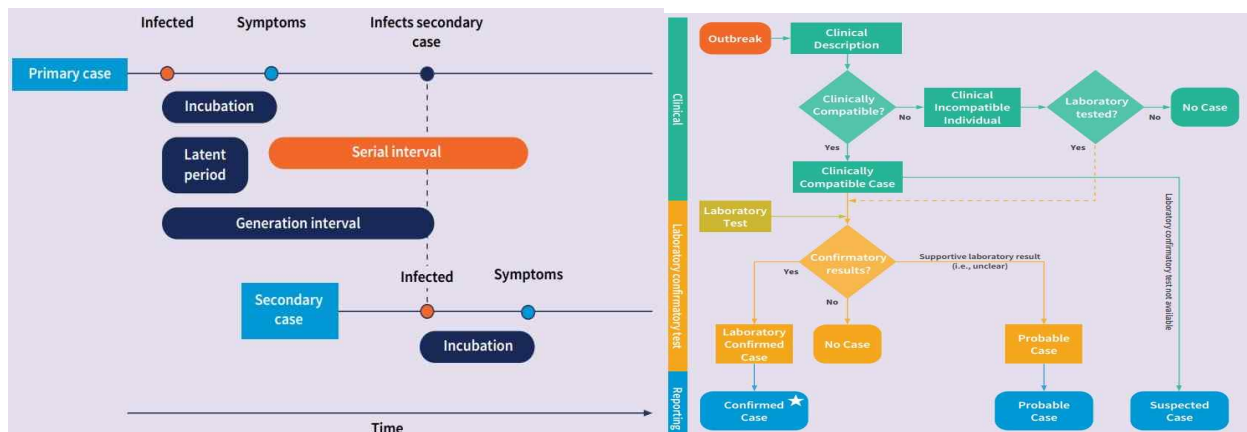 Infected
Symptoms
Infects secondary
case
Primary case
Incubation
Latent
period
Serial interval
Generation interval
Infected
Symptoms
Secondary
case
Incubation
Time
Clinical
Outbreak
Clinical
Description
Clinically
Compatible?
No
Clinical
Incompatible
Individual
Laboratory
tested?
No
No Case
Yes
Yes
Clinically
Compatible Case
Laboratory confirmatory test not available
Laboratory confirmatory test
Laboratory
Test
Confirmatory
results?
Yes
Supportive laboratory result
(i.e., unclear)
No
Laboratory
Confirmed
Case
No Case
Probable
Case
Reporting
Confirmed
Case
Probable
Case
Suspected
Case